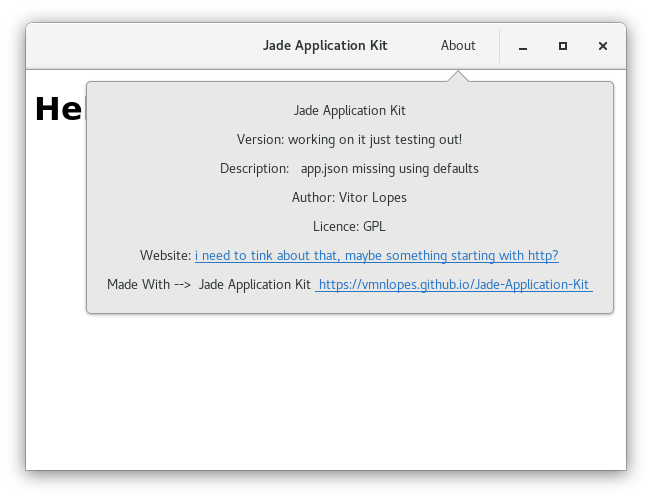 Jade Application Kit About
Hel
Jade Application Kit
Version: working on it just testing out!
Description: app.json missing using defaults
Author: Vitor Lopes
Licence: GPL
Website: i need to tink about that, maybe something starting with http?
Made With --> Jade Application Kit https://vmnlopes.github.io/Jade-Application-Kit